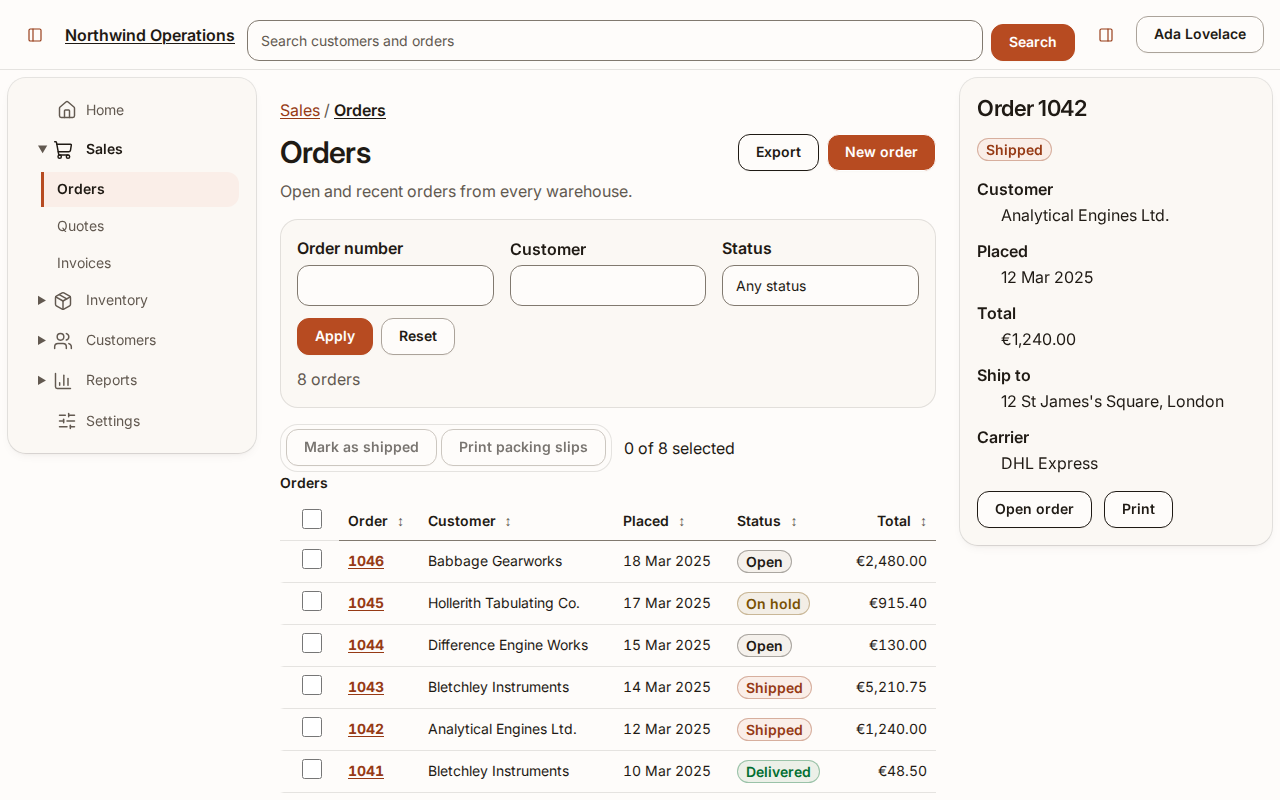 Northwind Operations
Search customers and orders
Search
Ada Lovelace
Home
Sales
Orders
Quotes
Invoices
Inventory
Customers
Reports
Settings
Sales / Orders
Orders
Export
New order
Open and recent orders from every warehouse.
Order number Customer Status
Any status
Apply Reset
8 orders
Mark as shipped Print packing slips 0 of 8 selected
Orders
Order ↕ Customer ↕ Placed ↕ Status ↕ Total ↕
1046 Babbage Gearworks 18 Mar 2025 Open €2,480.00
1045 Hollerith Tabulating Co. 17 Mar 2025 On hold €915.40
1044 Difference Engine Works 15 Mar 2025 Open €130.00
1043 Bletchley Instruments 14 Mar 2025 Shipped €5,210.75
1042 Analytical Engines Ltd. 12 Mar 2025 Shipped €1,240.00
1041 Bletchley Instruments 10 Mar 2025 Delivered €48.50
Order 1042
Shipped
Customer
Analytical Engines Ltd.
Placed
12 Mar 2025
Total
€1,240.00
Ship to
12 St James's Square, London
Carrier
DHL Express
Open order Print